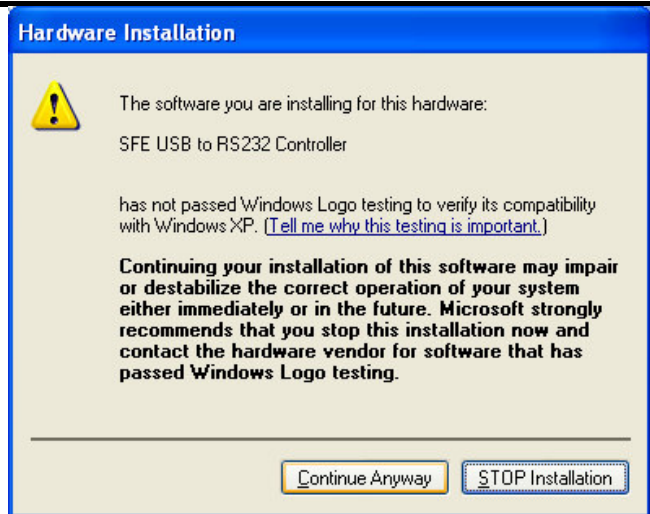 Hardware Installation
The software you are installing for this hardware:
SFE USB to RS232 Controller
has not passed Windows Logo testing to verify its compatibility
with Windows XP. (Tell me why this testing is important.)
Continuing your installation of this software may impair
or destabilize the correct operation of your system
either immediately or in the future. Microsoft strongly
recommends that you stop this installation now and
contact the hardware vendor for software that has
passed Windows Logo testing.
Continue Anyway STOP Installation